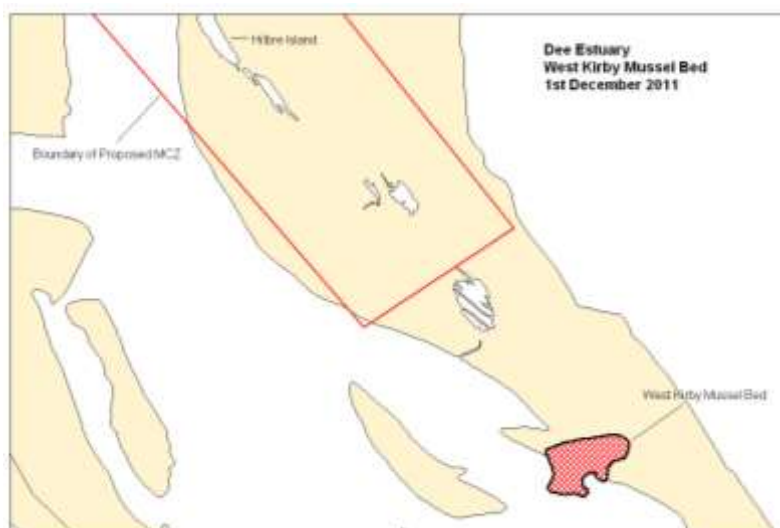 Hilbre Island
Dee Estuary
West Kirby Mussel Bed
1st December 2011
Boundary of Proposed MCZ
West Kirby Mussel Bed